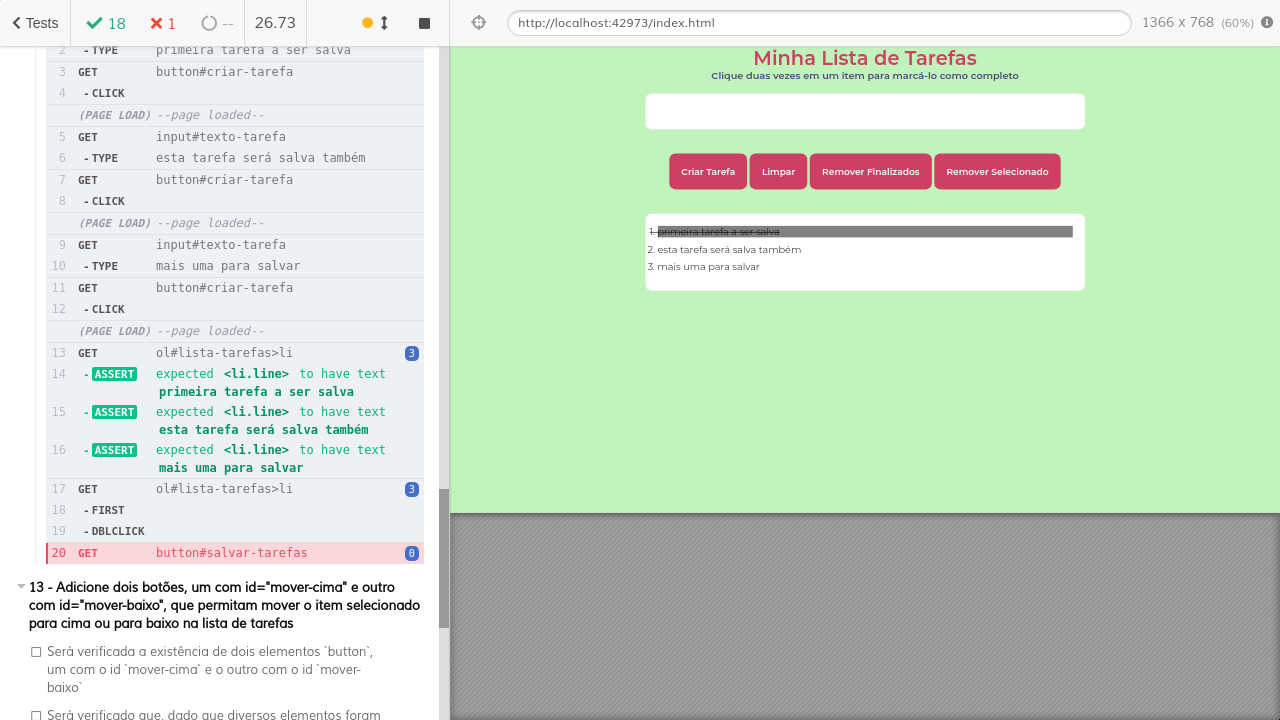 Tests
18
1
--
26.73
http://localhost:42973/index.html
1366 x 768 (60%)
2 -TYPE primeira tarefa a ser salva
3 GET button#criar-tarefa
4 -CLICK
(PAGE LOAD) --page loaded--
5 GET input#texto-tarefa
6 -TYPE esta tarefa será salva também
7 GET button#criar-tarefa
8 -CLICK
(PAGE LOAD) --page loaded--
9 GET input#texto-tarefa
10 -TYPE mais uma para salvar
11 GET button#criar-tarefa
12 -CLICK
(PAGE LOAD) --page loaded--
13 GET ol#lista-tarefas>li 3
14 -ASSERT expected <li.line> to have text
primeira tarefa a ser salva
15 -ASSERT expected <li.line> to have text
esta tarefa será salva também
16 -ASSERT expected <li.line> to have text
mais uma para salvar
17 GET ol#lista-tarefas>li 3
18 -FIRST
19 -DBLCLICK
20 GET button#salvar-tarefas 0
13 - Adicione dois botões, um com id="mover-cima" e outro
com id="mover-baixo", que permitam mover o item selecionado
para cima ou para baixo na lista de tarefas
Será verificada a existência de dois elementos `button`,
um com o id `mover-cima` e o outro com o id `mover-
baixo`
Será verificado que, dado que diversos elementos foram
Minha Lista de Tarefas
Clique duas vezes em um item para marcá-lo como completo
Criar Tarefa
Limpar
Remover Finalizados
Remover Selecionado
1. primeira tarefa a ser salva
2. esta tarefa será salva também
3. mais uma para salvar